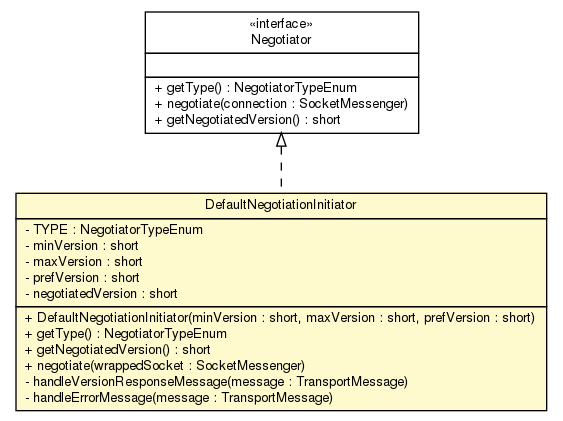 «interface»
Negotiator
+ getType() : NegotiatorTypeEnum
+ negotiate(connection : SocketMessenger)
+ getNegotiatedVersion() : short
DefaultNegotiationInitiator
- TYPE : NegotiatorTypeEnum
- minVersion : short
- maxVersion : short
- prefVersion : short
- negotiatedVersion : short
+ DefaultNegotiationInitiator(minVersion : short, maxVersion : short, prefVersion : short)
+ getType() : NegotiatorTypeEnum
+ getNegotiatedVersion() : short
+ negotiate(wrappedSocket : SocketMessenger)
- handleVersionResponseMessage(message : TransportMessage)
- handleErrorMessage(message : TransportMessage)